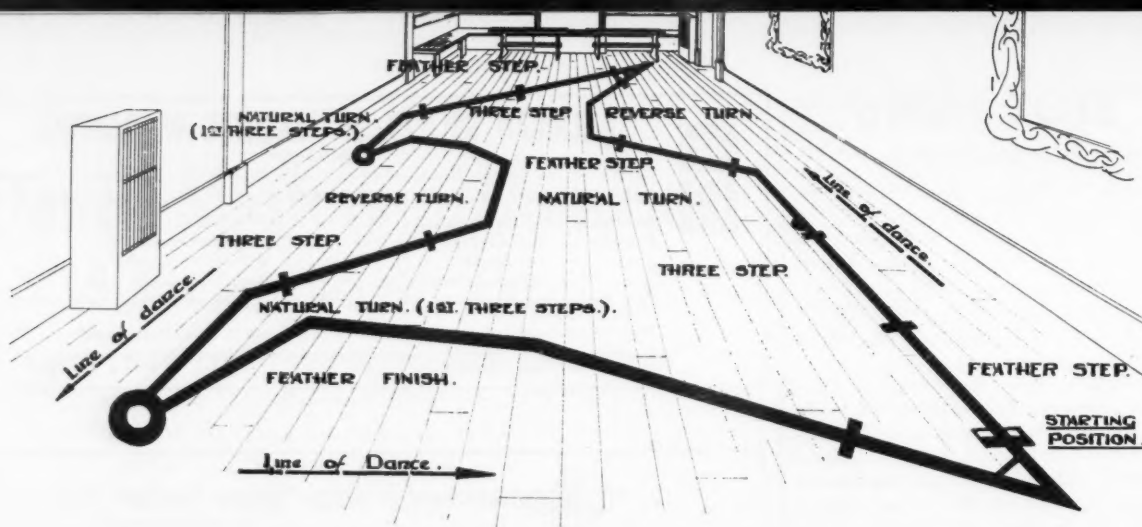 FEATHER STEP.
NATURAL TURN.
(1ST. THREE STEPS.).
THREE STEP
REVERSE TURN
FEATHER STEP.
REVERSE TURN.
NATURAL TURN.
Line of dance.
THREE STEP.
THREE STEP.
Line of dance
NATURAL TURN. (1ST. THREE STEPS.).
FEATHER FINISH.
FEATHER STEP.
STARTING
POSITION.
Line of Dance.